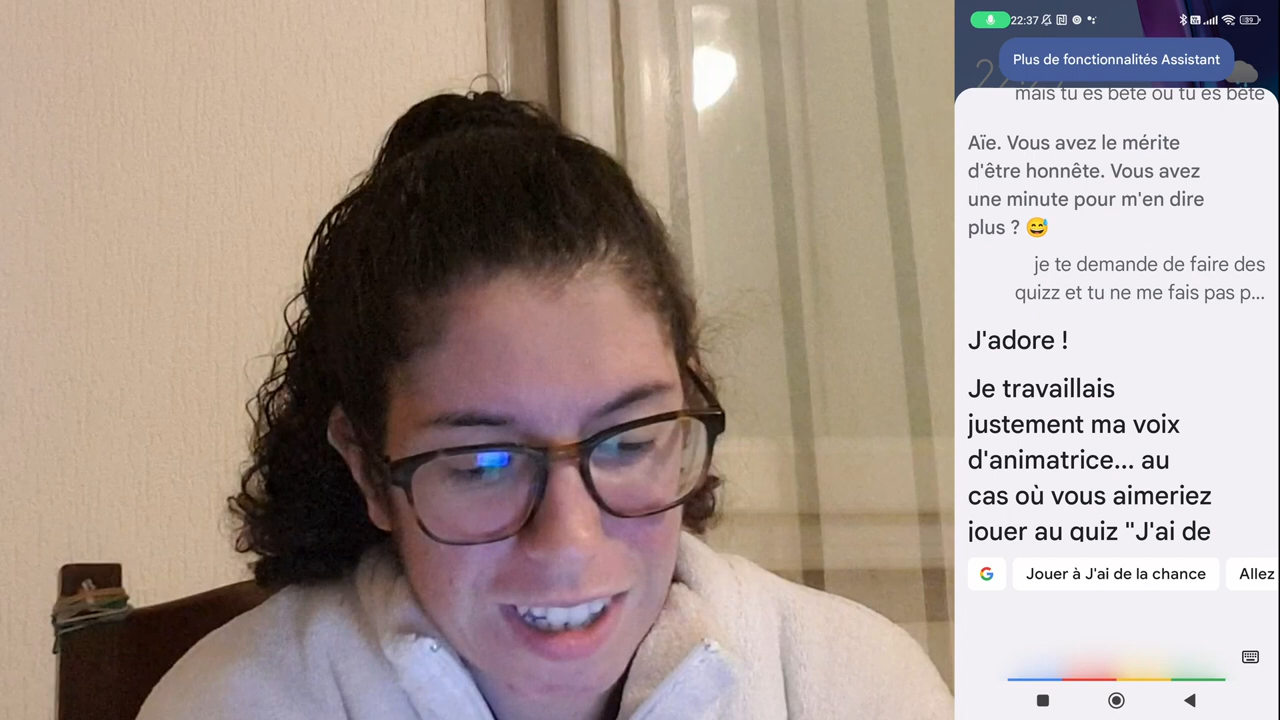 22:37
39
Plus de fonctionnalités Assistant
mais tu es bête ou tu es bête
Aïe. Vous avez le mérite
d'être honnête. Vous avez
une minute pour m'en dire
plus ? 😅
je te demande de faire des
quizz et tu ne me fais pas p...
J'adore !
Je travaillais
justement ma voix
d'animatrice... au
cas où vous aimeriez
jouer au quiz "J'ai de
G
Jouer à J'ai de la chance
Allez